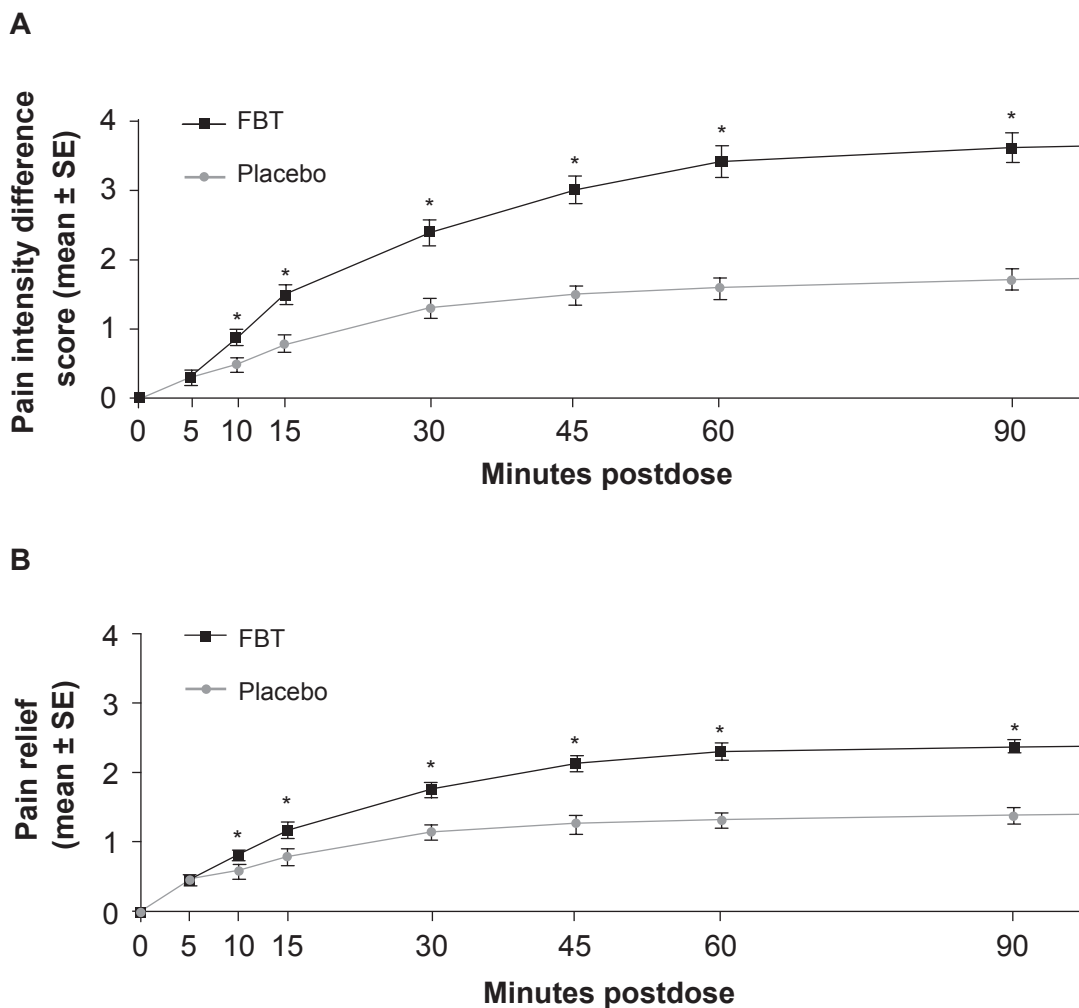 A
Pain intensity difference
score (mean ± SE)
4
3
2
1
0
FBT
Placebo
*
*
*
*
*
*
*
0 5 10 15 30 45 60 90
Minutes postdose
B
Pain relief
(mean ± SE)
4
3
2
1
0
FBT
Placebo
*
*
*
*
*
*
0 5 10 15 30 45 60 90
Minutes postdose